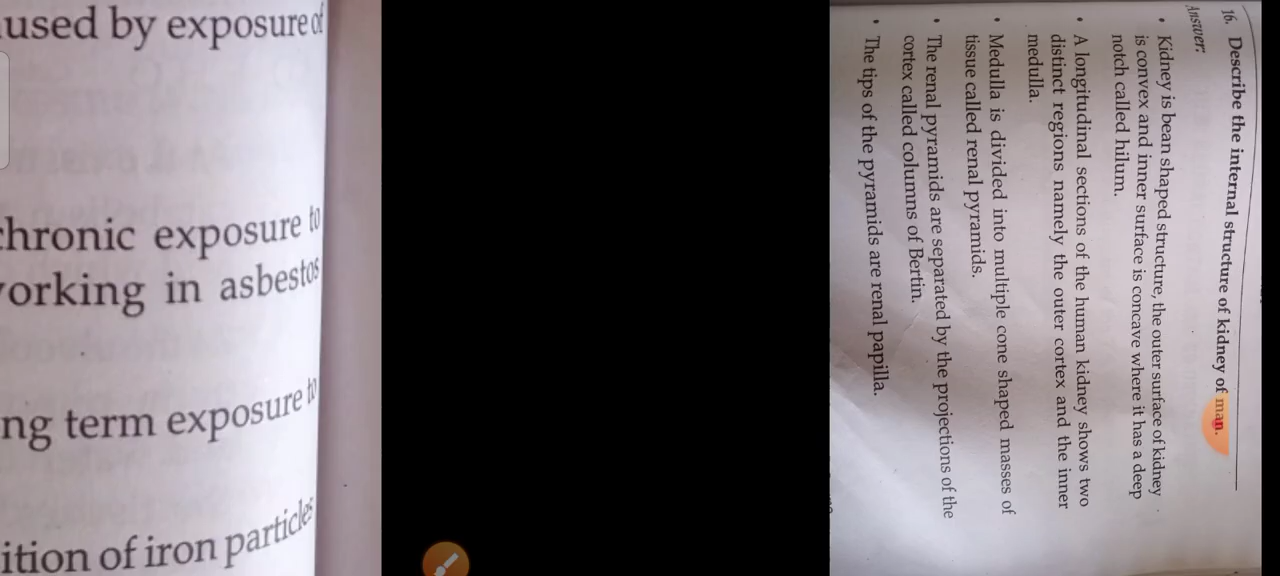 used by exposure of
chronic exposure to
working in asbestos
ng term exposure to
ition of iron particles
16. Describe the internal structure of kidney of man.
Answer:
• Kidney is bean shaped structure, the outer surface of kidney
is convex and inner surface is concave where it has a deep
notch called hilum.
• A longitudinal sections of the human kidney shows two
distinct regions namely the outer cortex and the inner
medulla.
• Medulla is divided into multiple cone shaped masses of
tissue called renal pyramids.
• The renal pyramids are separated by the projections of the
cortex called columns of Bertin.
• The tips of the pyramids are renal papilla.